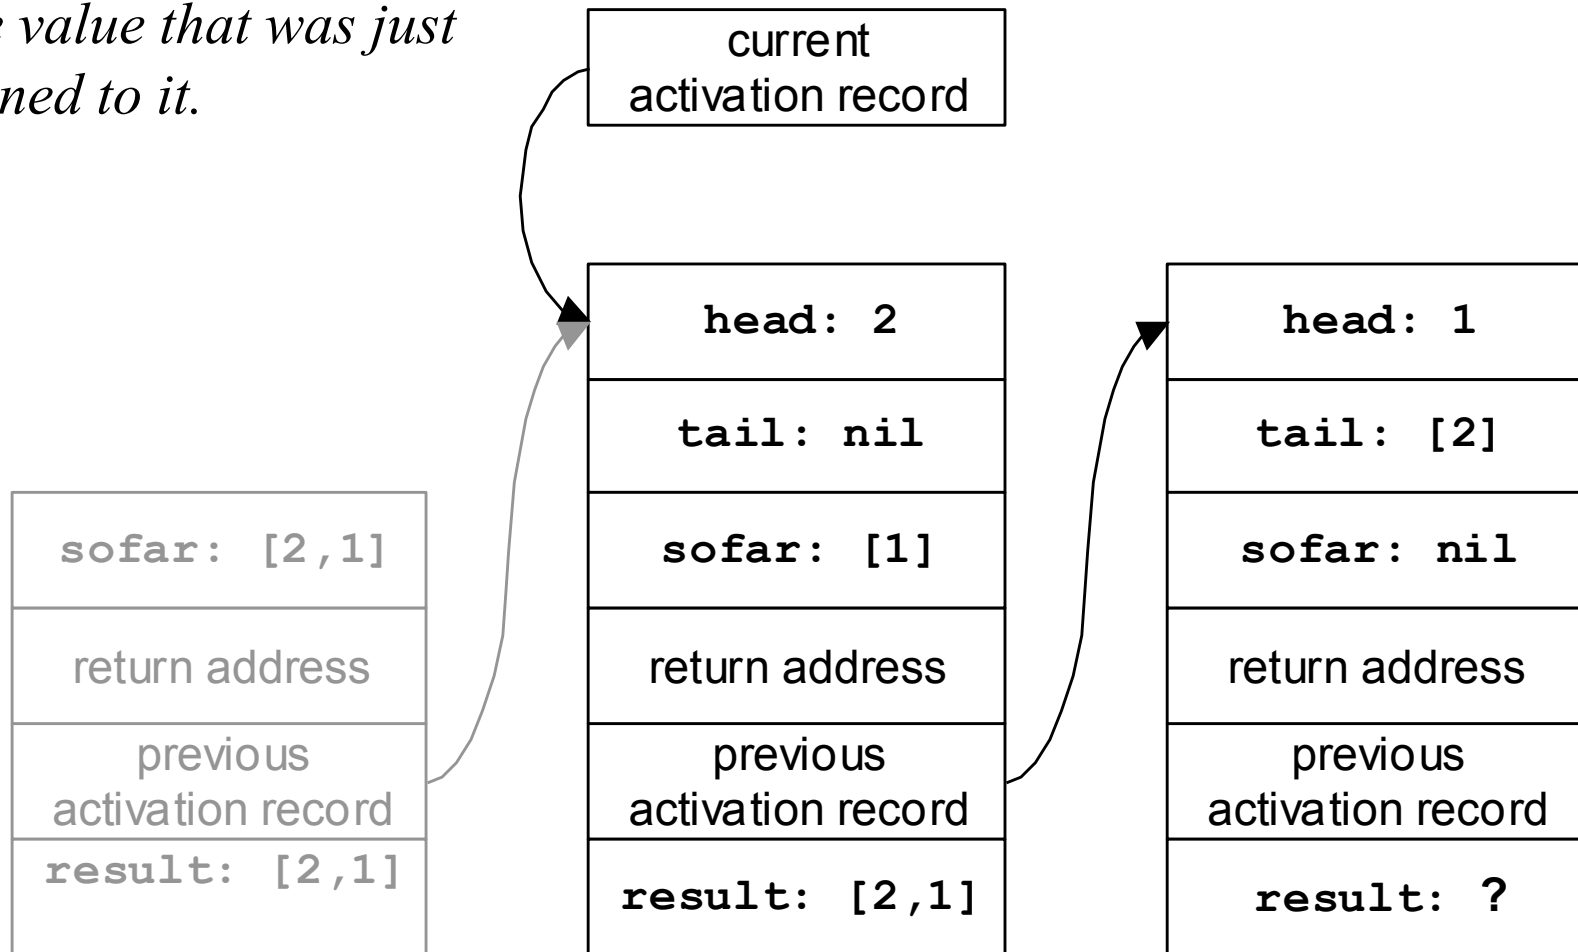 value that was just
to it.
current
activation record
head: 2
tail: nil
sofar: [1]
return address
previous
activation record
result: [2,1]
head: 1
tail: [2]
sofar: nil
return address
previous
activation record
result: ?
sofar: [2,1]
return address
previous
activation record
result: [2,1]